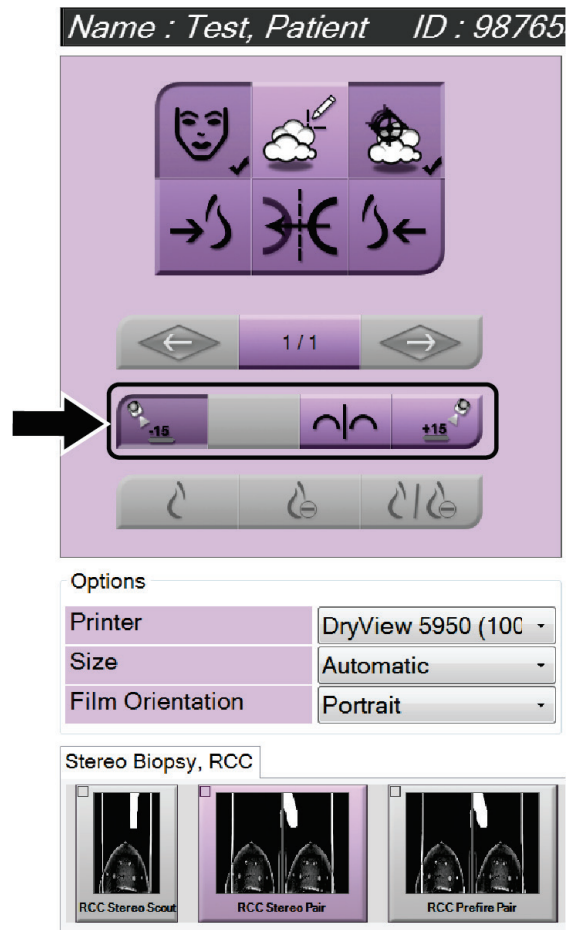 Name : Test, Patient ID : 98765
1 / 1
-15 +15
Options
Printer DryView 5950 (100
Size Automatic
Film Orientation Portrait
Stereo Biopsy, RCC
RCC Stereo Scout RCC Stereo Pair RCC Prefire Pair